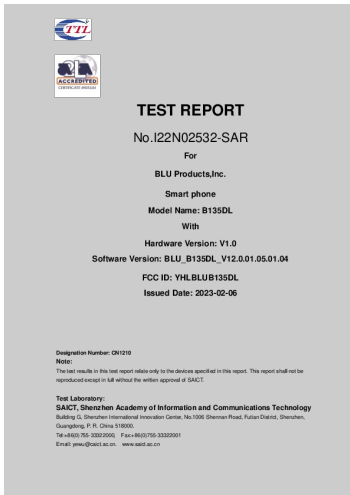 CTTL
ACCREDITED
TEST REPORT
No.I22N02532-SAR
For
BLU Products,Inc.
Smart phone
Model Name: B135DL
With
Hardware Version: V1.0
Software Version: BLU_B135DL_V12.0.01.05.01.04
FCC ID: YHLBLUB135DL
Issued Date: 2023-02-06
Designation Number: CN1210
Note:
The test results in this test report relate only to the devices specified in this report. This report shall not be
reproduced except in full without the written approval of SAICT.
Test Laboratory:
SAICT, Shenzhen Academy of Information and Communications Technology
Building G, Shenzhen International Innovation Center, No.1006 Shennan Road, Futian District, Shenzhen,
Guangdong, P. R. China 518000.
Tel:+86(0)755-33322000, Fax:+86(0)755-33322001
Email: yewu@saict.ac.cn. www.saict.ac.cn